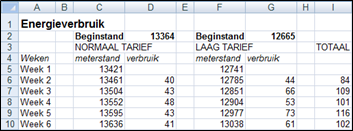 A B C D E F G H I
1 Energieverbruik
2 Beginstand 13364 Beginstand 12665
3 NORMAAL TARIEF LAAG TARIEF TOTAAL
4 Weken meterstand verbruik meterstand verbruik
5 Week 1 13421 12741
6 Week 2 13461 40 12785 44 84
7 Week 3 13504 43 12851 66 109
8 Week 4 13552 48 12904 53 101
9 Week 5 13595 43 12977 73 116
10 Week 6 13636 41 13038 61 102